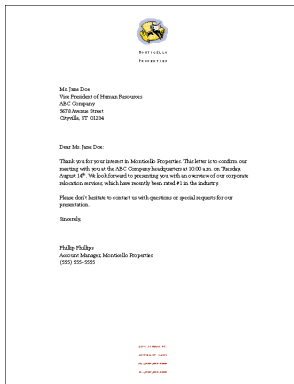 MONTICELLO
PROPERTIES
Ms. Jane Doe
Vice President of Human Resources
ABC Company
5678 Avenue Street
Cityville, ST 01234
Dear Ms. Jane Doe:
Thank you for your interest in Monticello Properties. This letter is to confirm our
meeting with you at the ABC Company headquarters at 10:00 a.m. on Tuesday,
August 14th. We look forward to presenting you with an overview of our corporate
relocation services, which have recently been rated #1 in the industry.
Please don't hesitate to contact us with questions or special requests for our
presentation.
Sincerely,
Phillip Phillips
Account Manager, Monticello Properties
(555) 555-5555